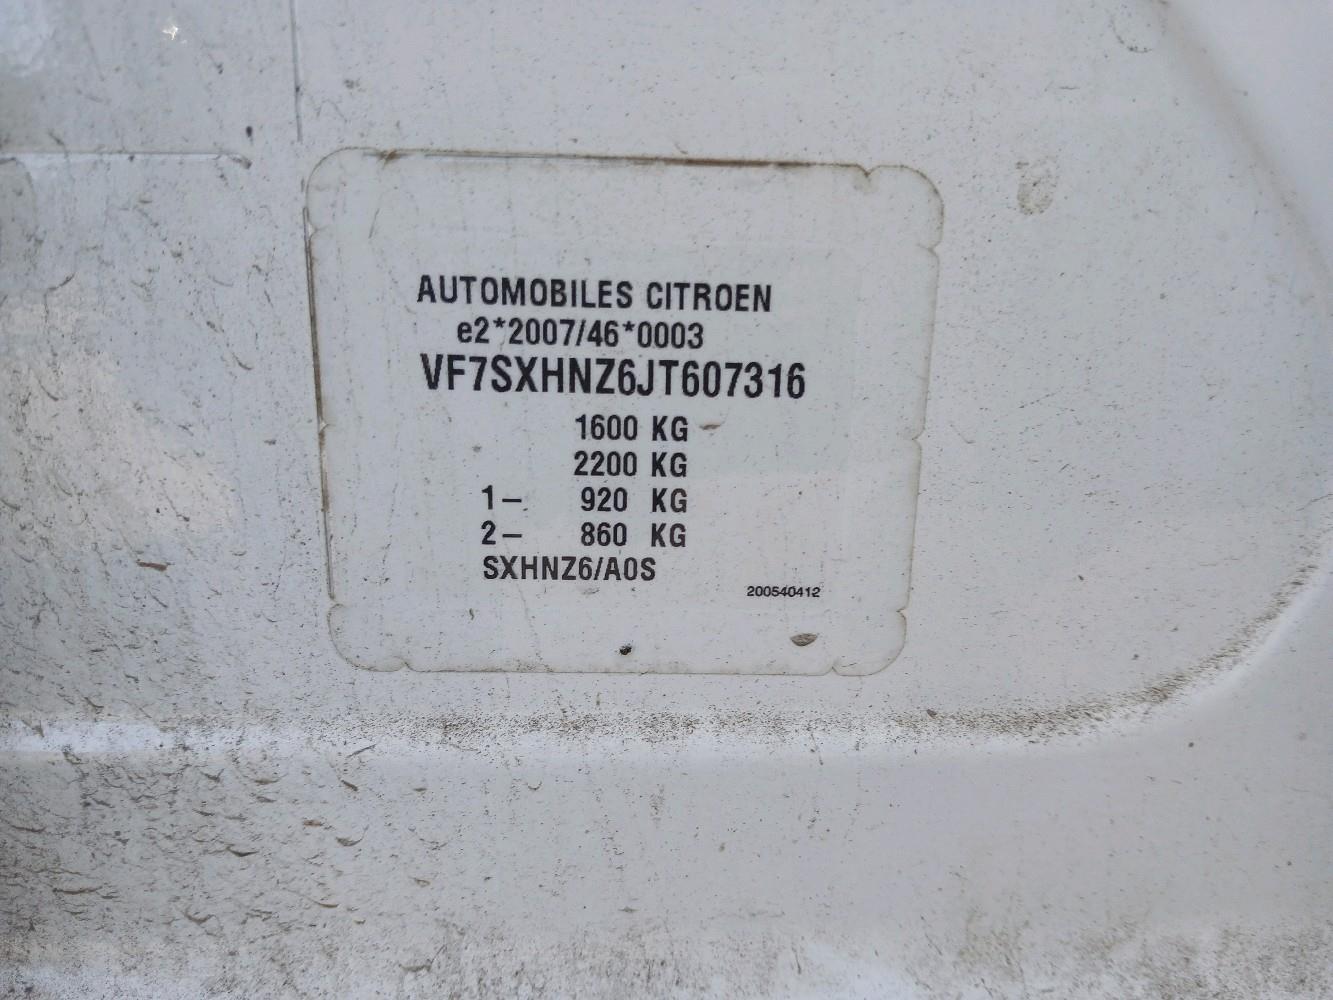 AUTOMOBILES CITROEN
e2*2007/46*0003
VF7SXHNZ6JT607316
1600 KG
2200 KG
1– 920 KG
2– 860 KG
SXHNZ6/A0S
200540412